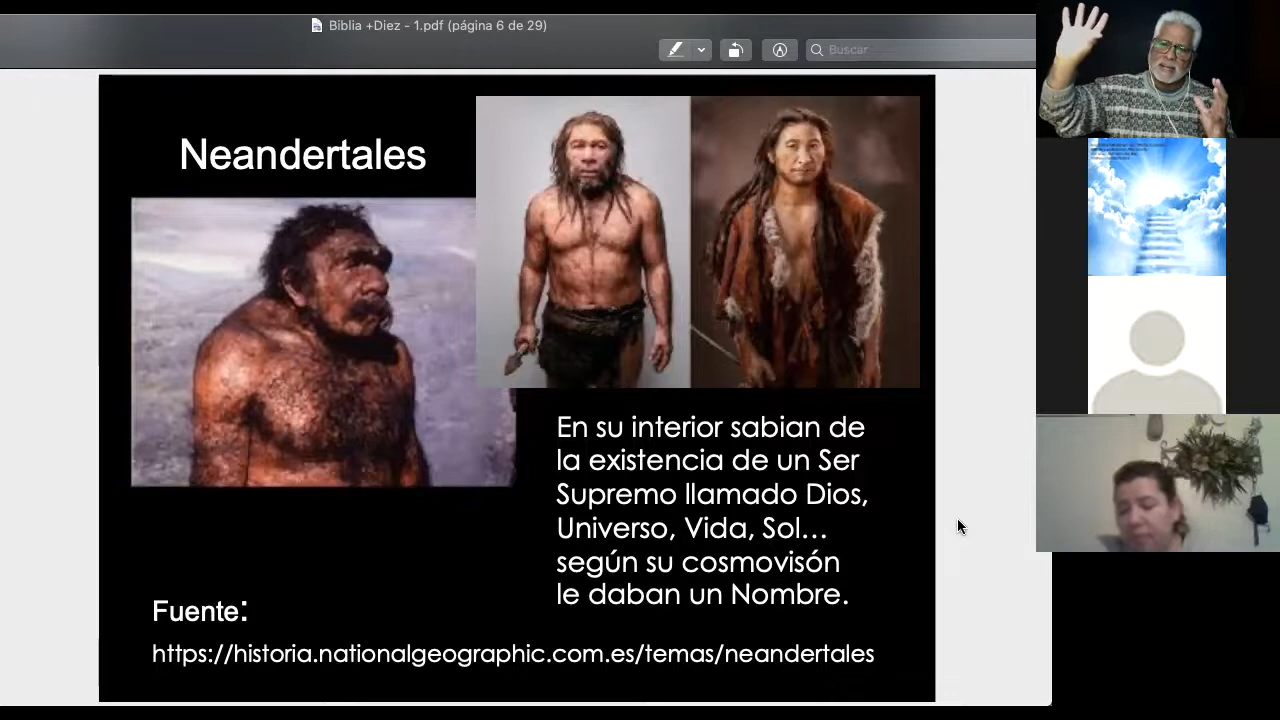 Biblia +Diez - 1.pdf (página 6 de 29)
Buscar
Neandertales
En su interior sabian de
la existencia de un Ser
Supremo llamado Dios,
Universo, Vida, Sol...
según su cosmovisón
le daban un Nombre.
Fuente:
https://historia.nationalgeographic.com.es/temas/neandertales